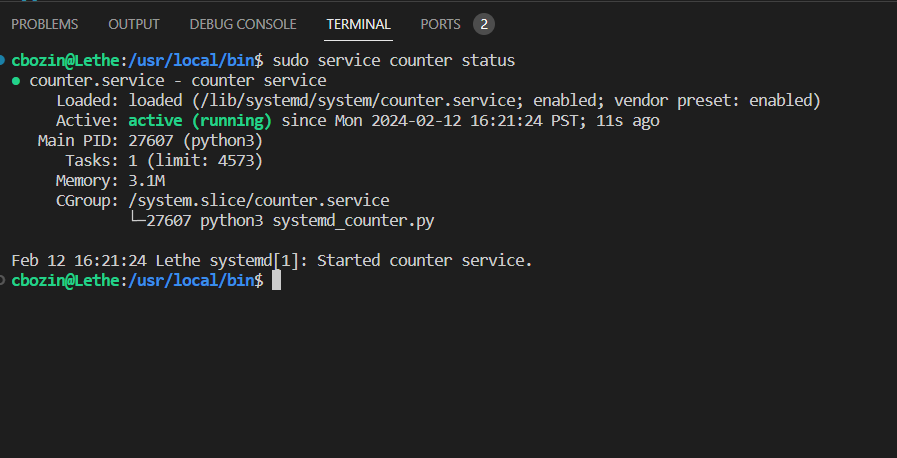 PROBLEMS OUTPUT DEBUG CONSOLE TERMINAL PORTS 2
cbozin@Lethe:/usr/local/bin$ sudo service counter status
● counter.service - counter service
Loaded: loaded (/lib/systemd/system/counter.service; enabled; vendor preset: enabled)
Active: active (running) since Mon 2024-02-12 16:21:24 PST; 11s ago
Main PID: 27607 (python3)
Tasks: 1 (limit: 4573)
Memory: 3.1M
CGroup: /system.slice/counter.service
└─27607 python3 systemd_counter.py
Feb 12 16:21:24 Lethe systemd[1]: Started counter service.
cbozin@Lethe:/usr/local/bin$